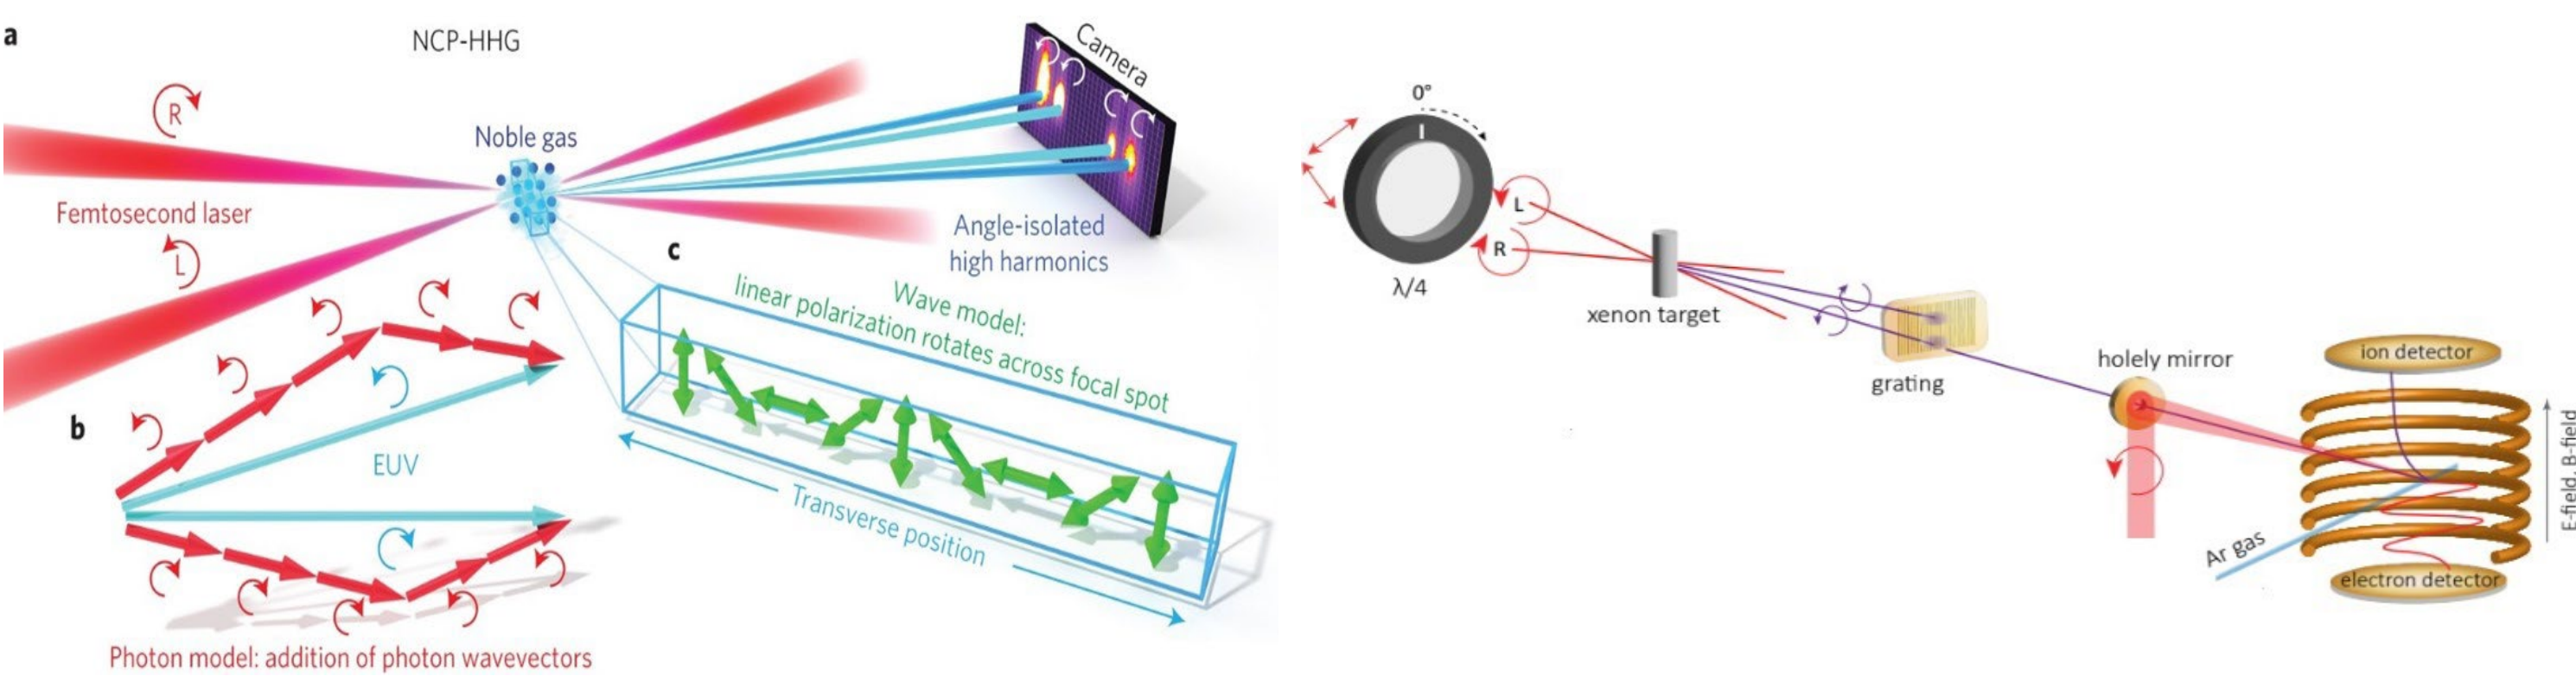 a
NCP-HHG
R
Noble gas
Camera
Femtosecond laser
L
Angle-isolated
high harmonics
c
Wave model:
linear polarization rotates across focal spot
b
EUV
Transverse position
Photon model: addition of photon wavevectors
0°
L
R
λ/4
xenon target
grating
holely mirror
ion detector
E-field, B-field
Ar gas
electron detector